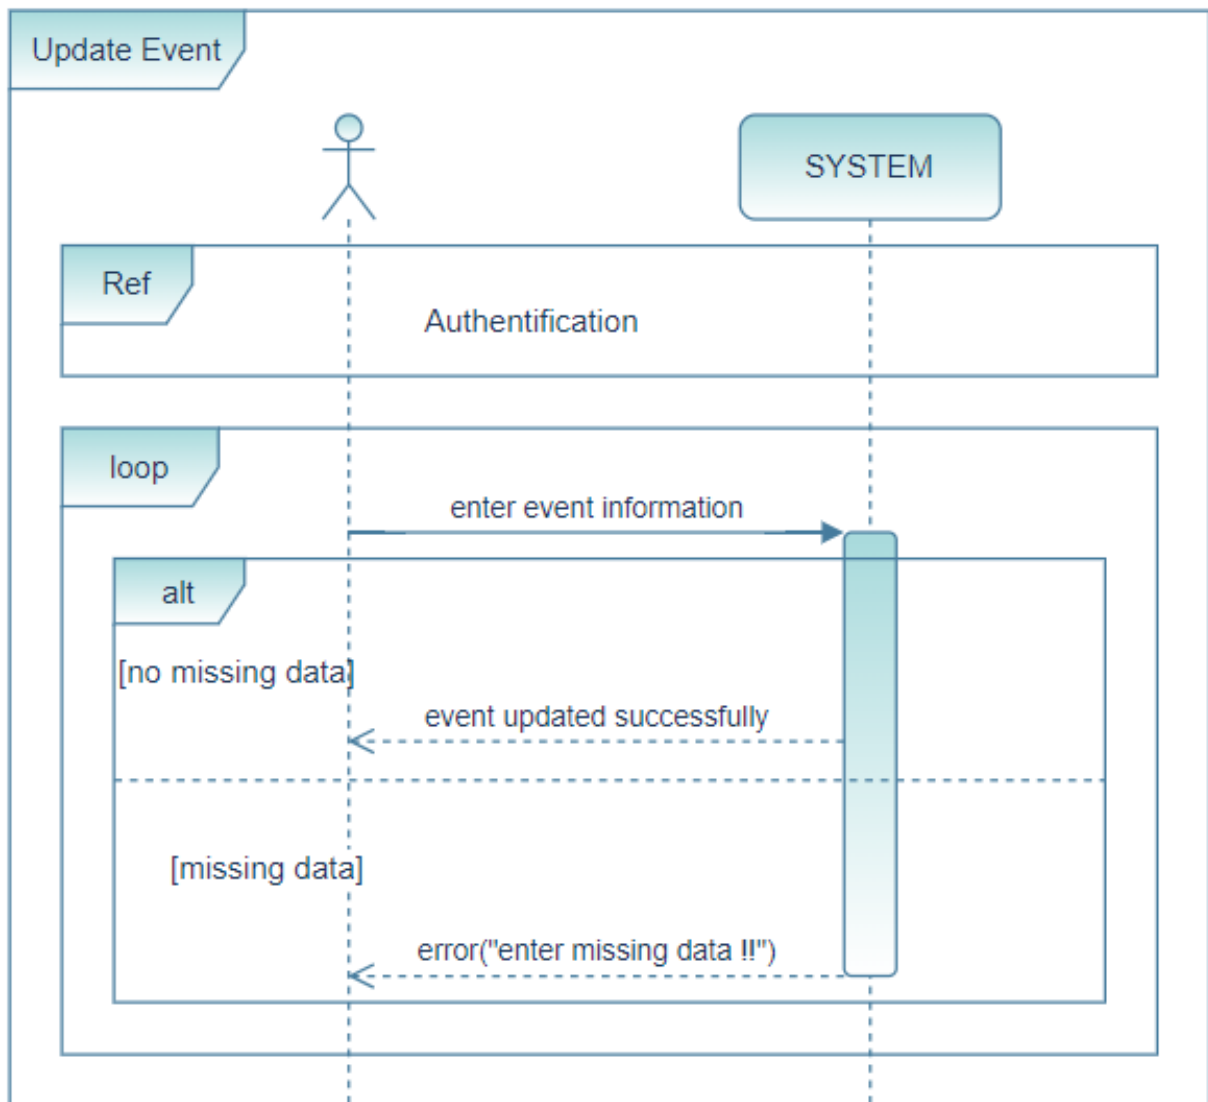 Update Event
SYSTEM
Ref
Authentification
loop
enter event information
alt
[no missing data]
event updated successfully
[missing data]
error("enter missing data !!")